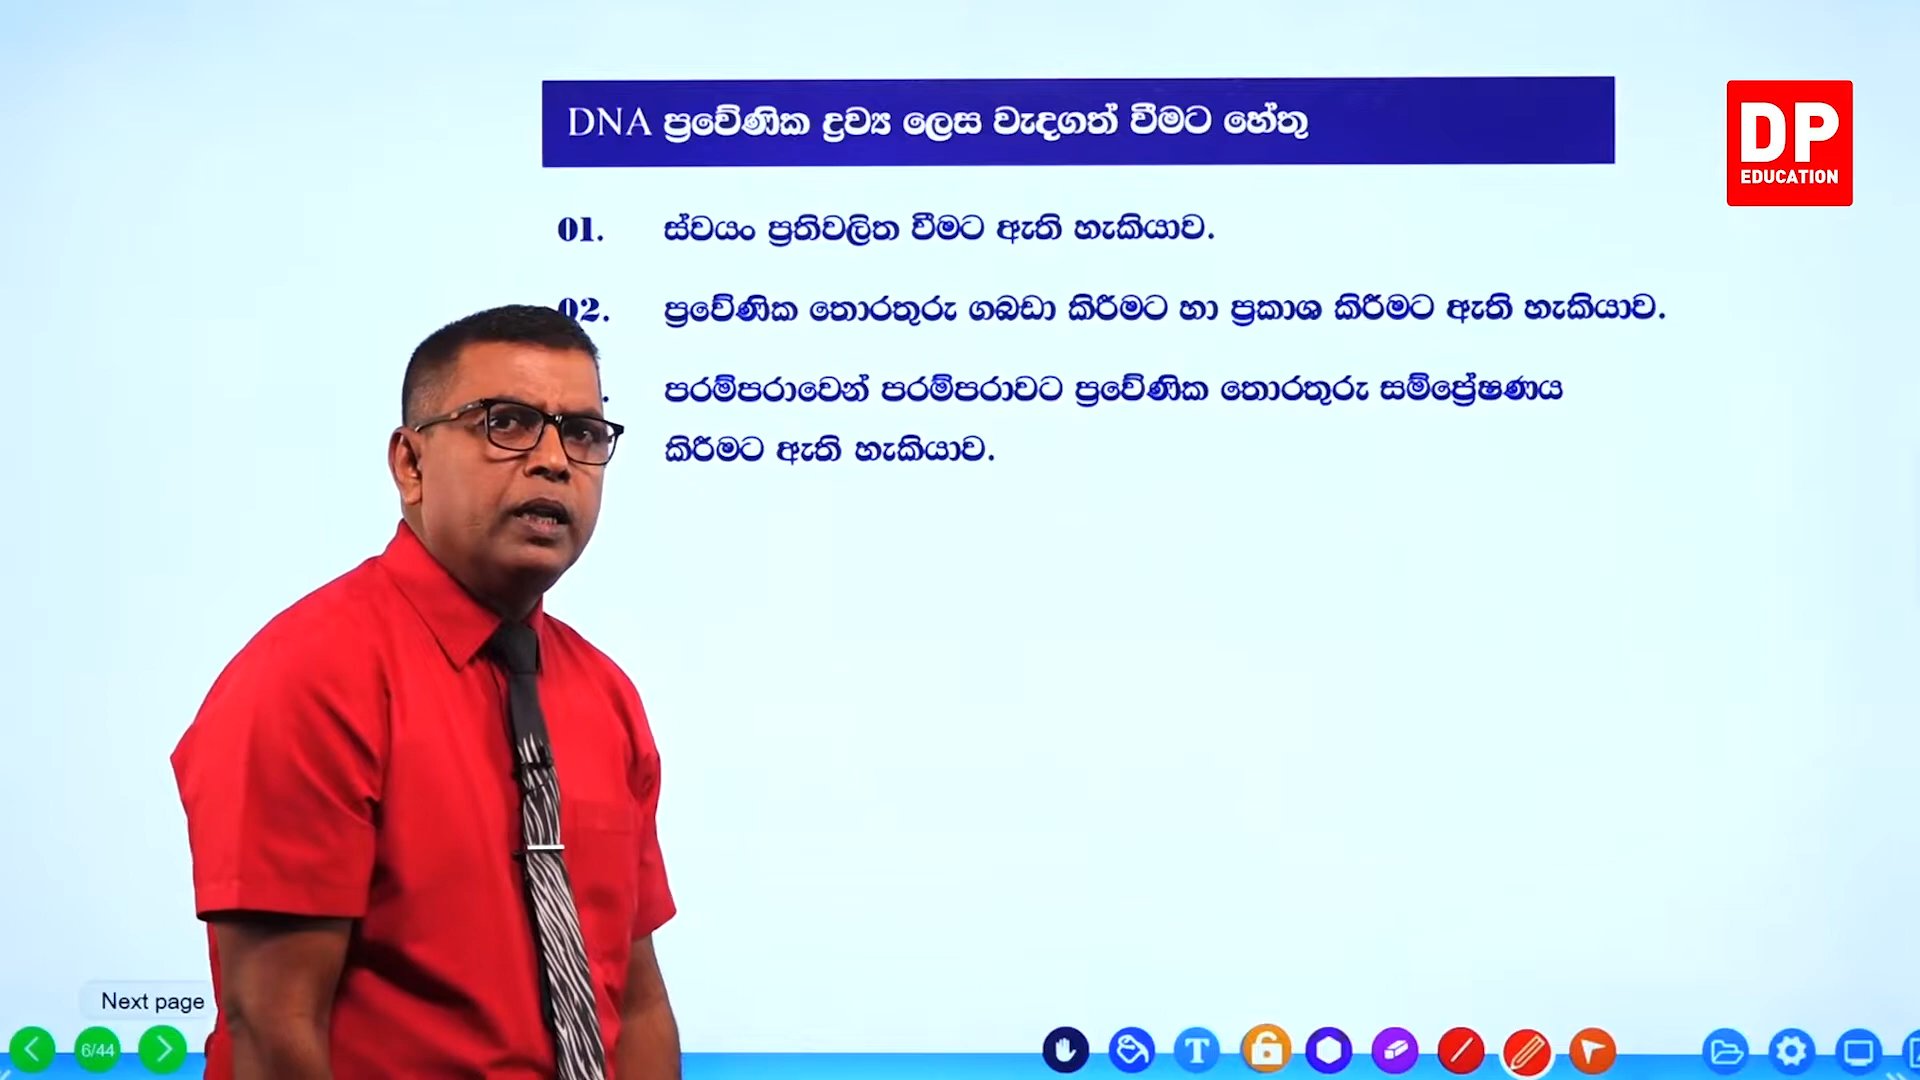 DNA ප්‍රවේණික ද්‍රව්‍ය ලෙස වැදගත් වීමට හේතු
DP
EDUCATION
01. ස්වයං ප්‍රතිවලිත වීමට ඇති හැකියාව.
02. ප්‍රවේණික තොරතුරු ගබඩා කිරීමට හා ප්‍රකාශ කිරීමට ඇති හැකියාව.
පරම්පරාවෙන් පරම්පරාවට ප්‍රවේණික තොරතුරු සම්ප්‍රේෂණය
කිරීමට ඇති හැකියාව.
Next page
6/44
T